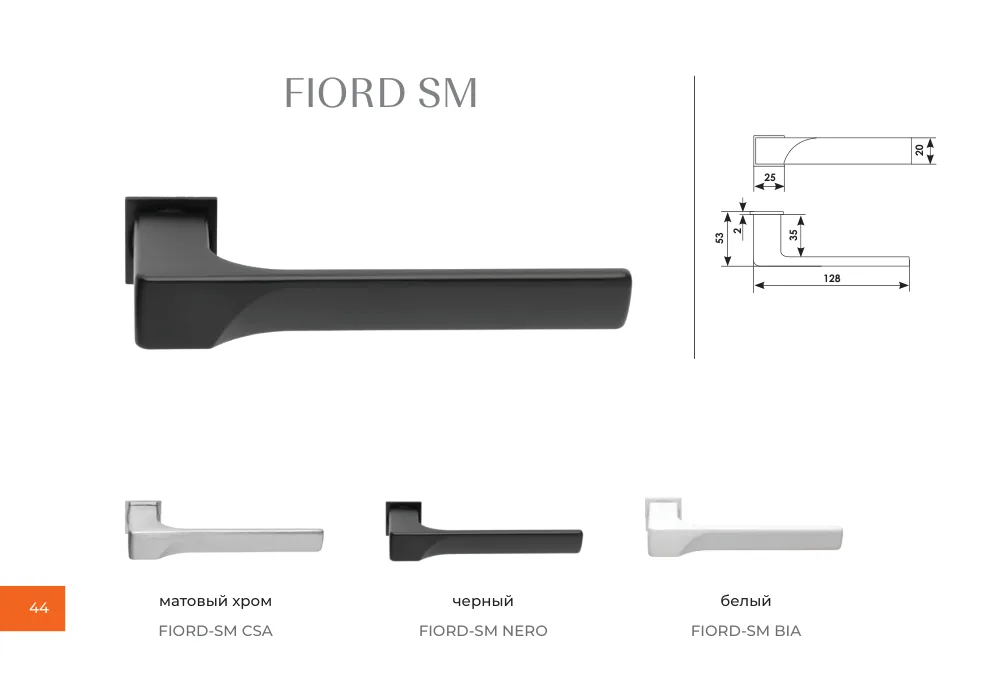 FIORD SM
20
25
53
2
35
128
матовый хром
черный
белый
FIORD-SM CSA
FIORD-SM NERO
FIORD-SM BIA
44